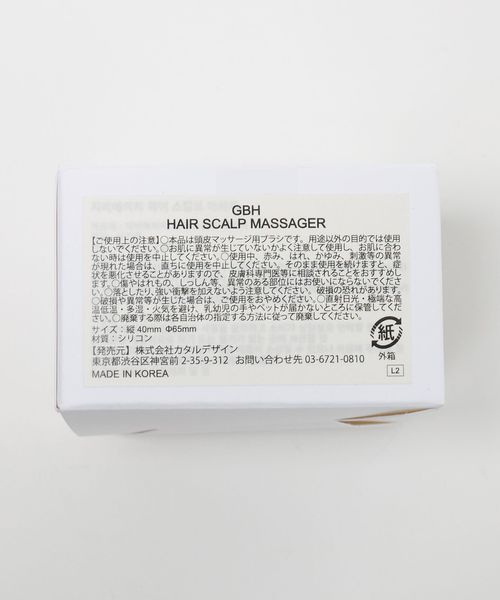 GBH
HAIR SCALP MASSAGER
【ご使用上の注意】○本品は頭皮マッサージ用ブラシです。用途以外の目的では使用
しないでください。○お肌に異常が生じていないかよく注意して使用し、お肌に合わ
ない時は使用を中止してください。○使用中、赤み、はれ、かゆみ、刺激等の異常
が現れた場合は、直ちに使用を中止してください。そのまま使用を続けますと、症
状を悪化させることがありますので、皮膚科専門医等に相談されることをおすすめし
ます。○傷やはれもの、しっしん等、異常のある部位にはお使いにならないでくださ
い。○落としたり、強い衝撃を加えないよう注意してください。破損の恐れがあります。
○破損や異常等が生じた場合は、ご使用をおやめください。○直射日光・極端な高
温低温・多湿・火気を避け、乳幼児の手やペットが届かないところに保管してくださ
い。○廃棄する際は各自治体の指定する方法に従って廃棄してください。
サイズ：縦 40mm Φ65mm
材質：シリコン
【発売元】株式会社カタルデザイン
東京都渋谷区神宮前 2-35-9-312 お問い合わせ先 03-6721-0810
MADE IN KOREA
紙
外箱
L2